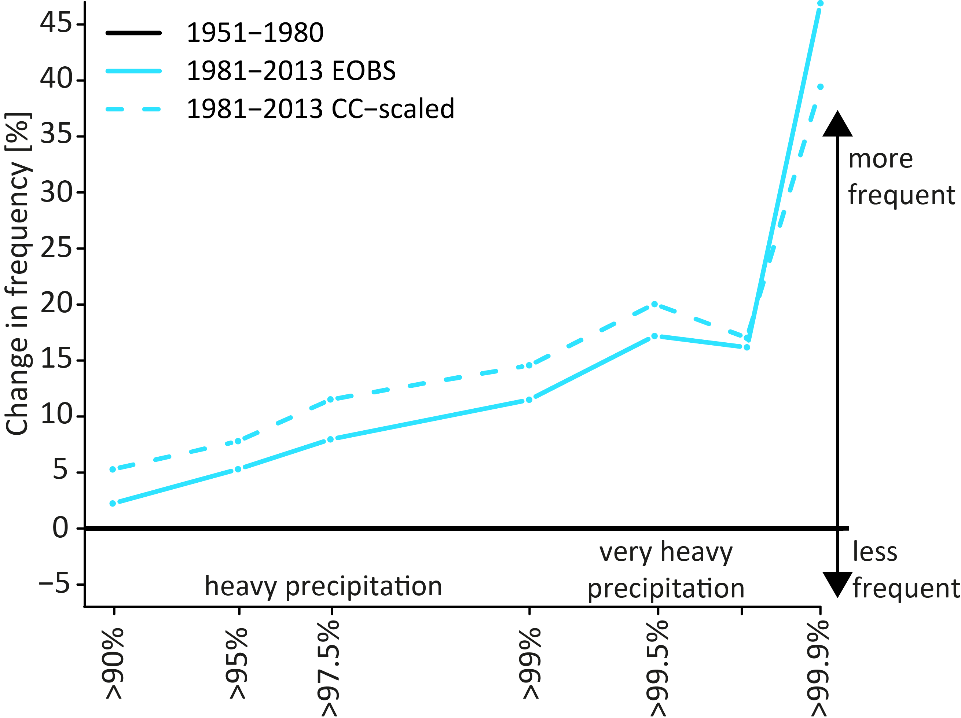 1951−1980
1981−2013 EOBS
1981−2013 CC−scaled
Change in frequency [%]
45
40
35
30
25
20
15
10
5
0
−5
more
frequent
less
frequent
heavy precipitation
very heavy
precipitation
>90%
>95%
>97.5%
>99%
>99.5%
>99.9%